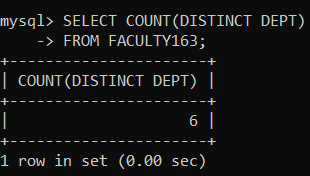 mysql> SELECT COUNT(DISTINCT DEPT)
    -> FROM FACULTY163;
+----------------------+
| COUNT(DISTINCT DEPT) |
+----------------------+
|                    6 |
+----------------------+
1 row in set (0.00 sec)